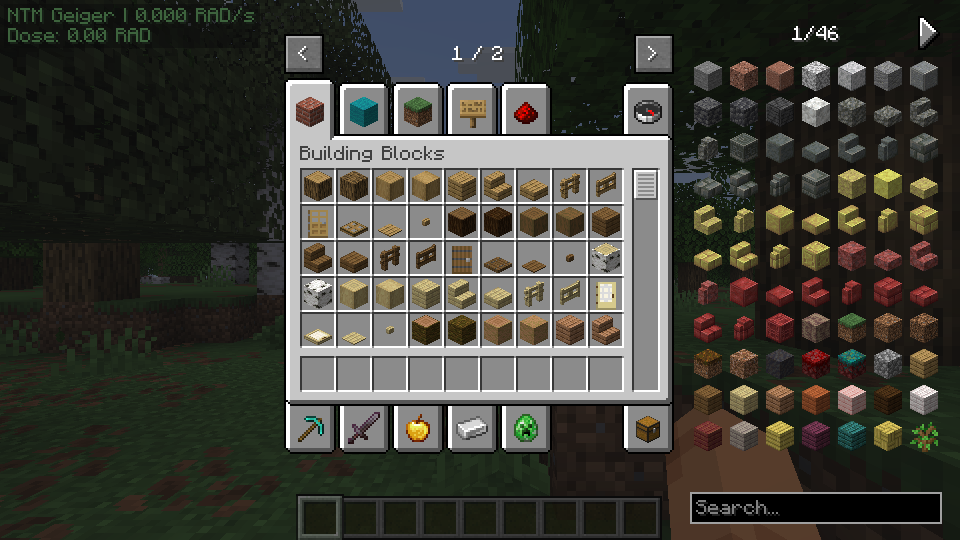 NTM Geiger | 0.000 RAD/s
Dose: 0.00 RAD
< 1 / 2 >
1/46
Building Blocks
Search...